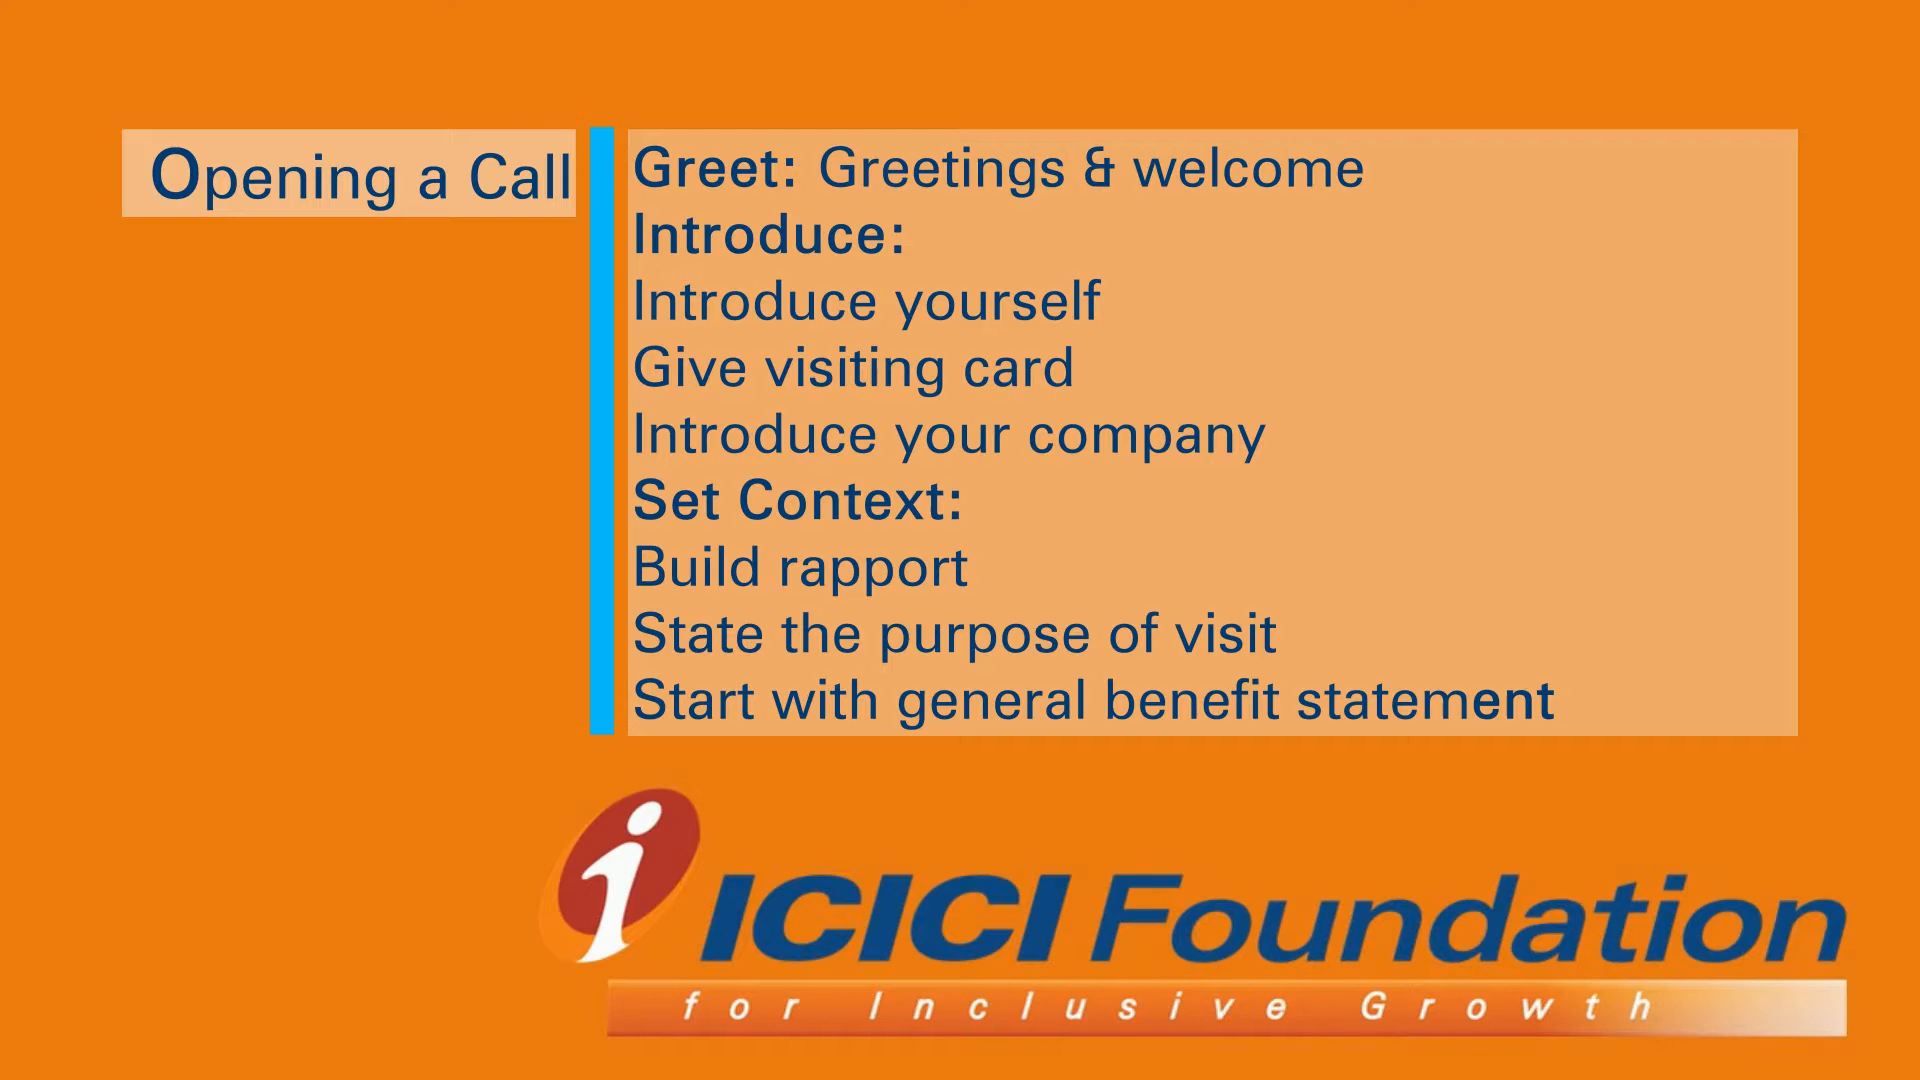 Opening a Call
Greet: Greetings & welcome
Introduce:
Introduce yourself
Give visiting card
Introduce your company
Set Context:
Build rapport
State the purpose of visit
Start with general benefit statement
i ICICI Foundation
for Inclusive Growth